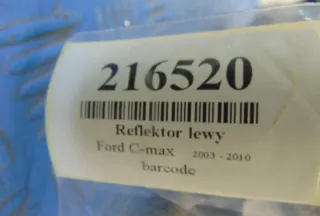 216520
Reflektor lewy
Ford C-max 2003 - 2010
barcode